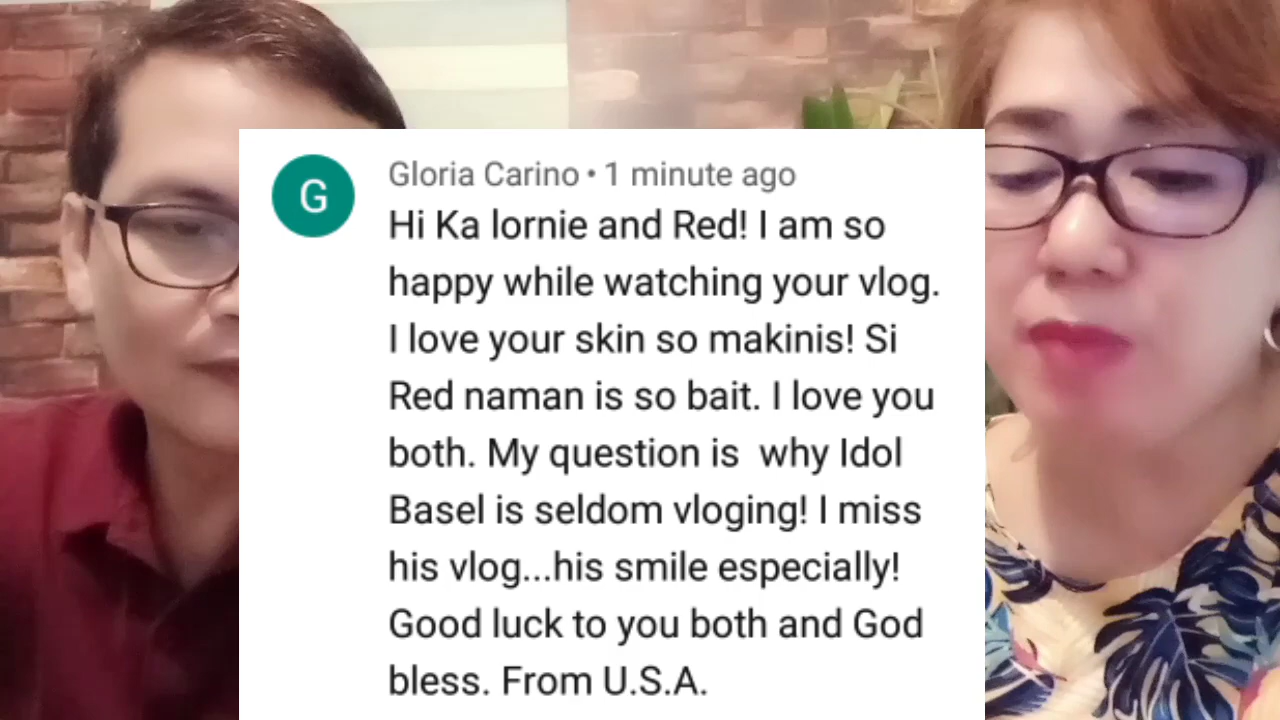 G
Gloria Carino • 1 minute ago
Hi Ka lornie and Red! I am so
happy while watching your vlog.
I love your skin so makinis! Si
Red naman is so bait. I love you
both. My question is  why Idol
Basel is seldom vloging! I miss
his vlog...his smile especially!
Good luck to you both and God
bless. From U.S.A.